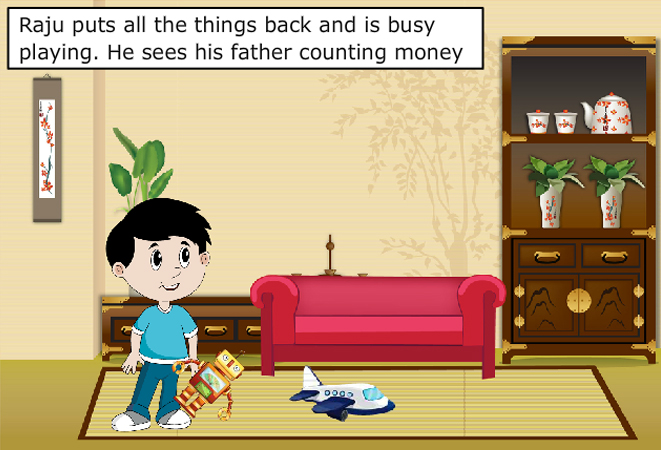 Raju puts all the things back and is busy
playing. He sees his father counting money